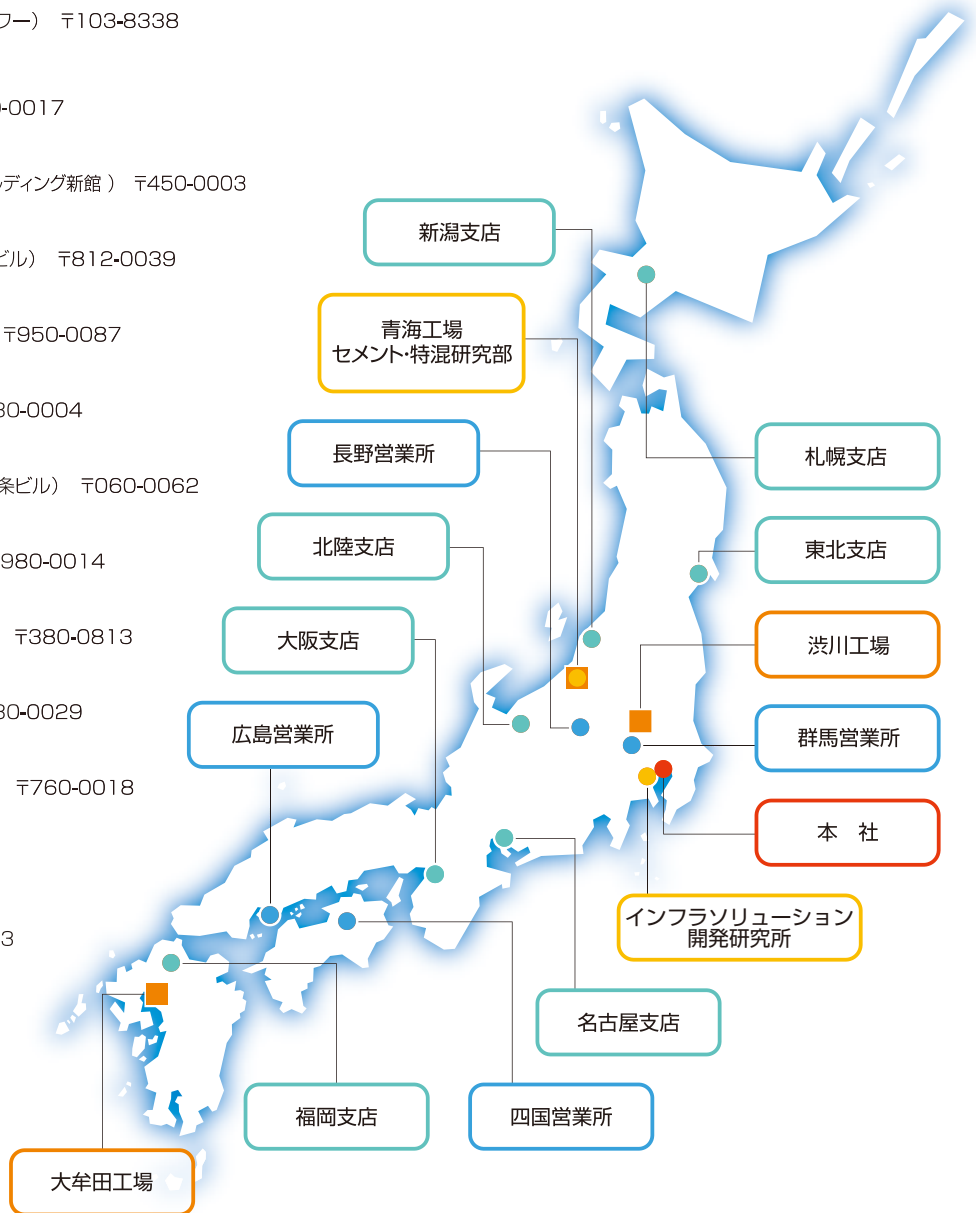 フー） 〒103-8338
-0017
ルディング新館 ） 〒450-0003
ビル） 〒812-0039
〒950-0087
30-0004
条ビル） 〒060-0062
980-0014
〒380-0813
30-0029
〒760-0018
3
新潟支店
青海工場
セメント・特混研究部
長野営業所
北陸支店
大阪支店
広島営業所
札幌支店
東北支店
渋川工場
群馬営業所
本　社
インフラソリューション
開発研究所
名古屋支店
四国営業所
福岡支店
大牟田工場